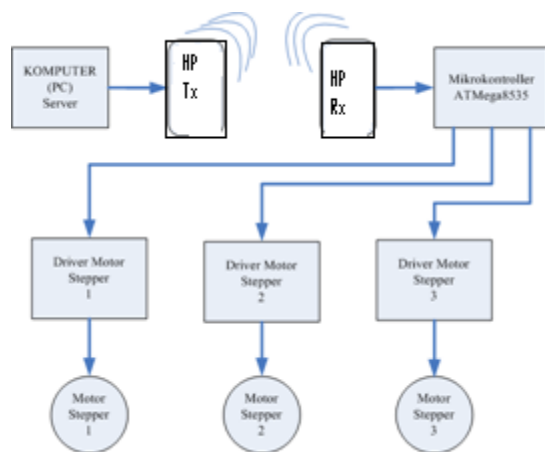 KOMPUTER
(PC)
Server
HP
Tx
HP
Rx
Mikrokontroller
ATMega8535
Driver Motor
Stepper
1
Driver Motor
Stepper
2
Driver Motor
Stepper
3
Motor
Stepper
1
Motor
Stepper
2
Motor
Stepper
3